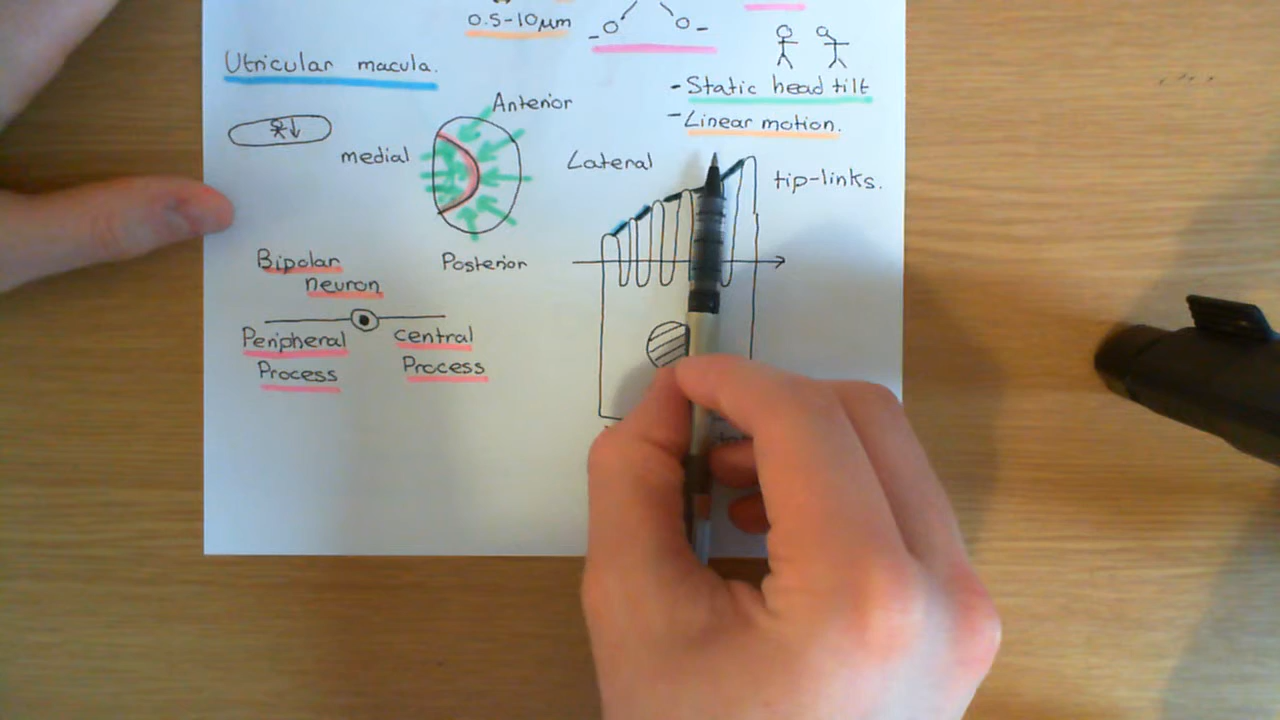 0.5-10μm
Utricular macula.
- Static head tilt
- Linear motion.
Anterior
medial
Lateral
tip-links.
Posterior
Bipolar
neuron
Peripheral
Process
central
Process